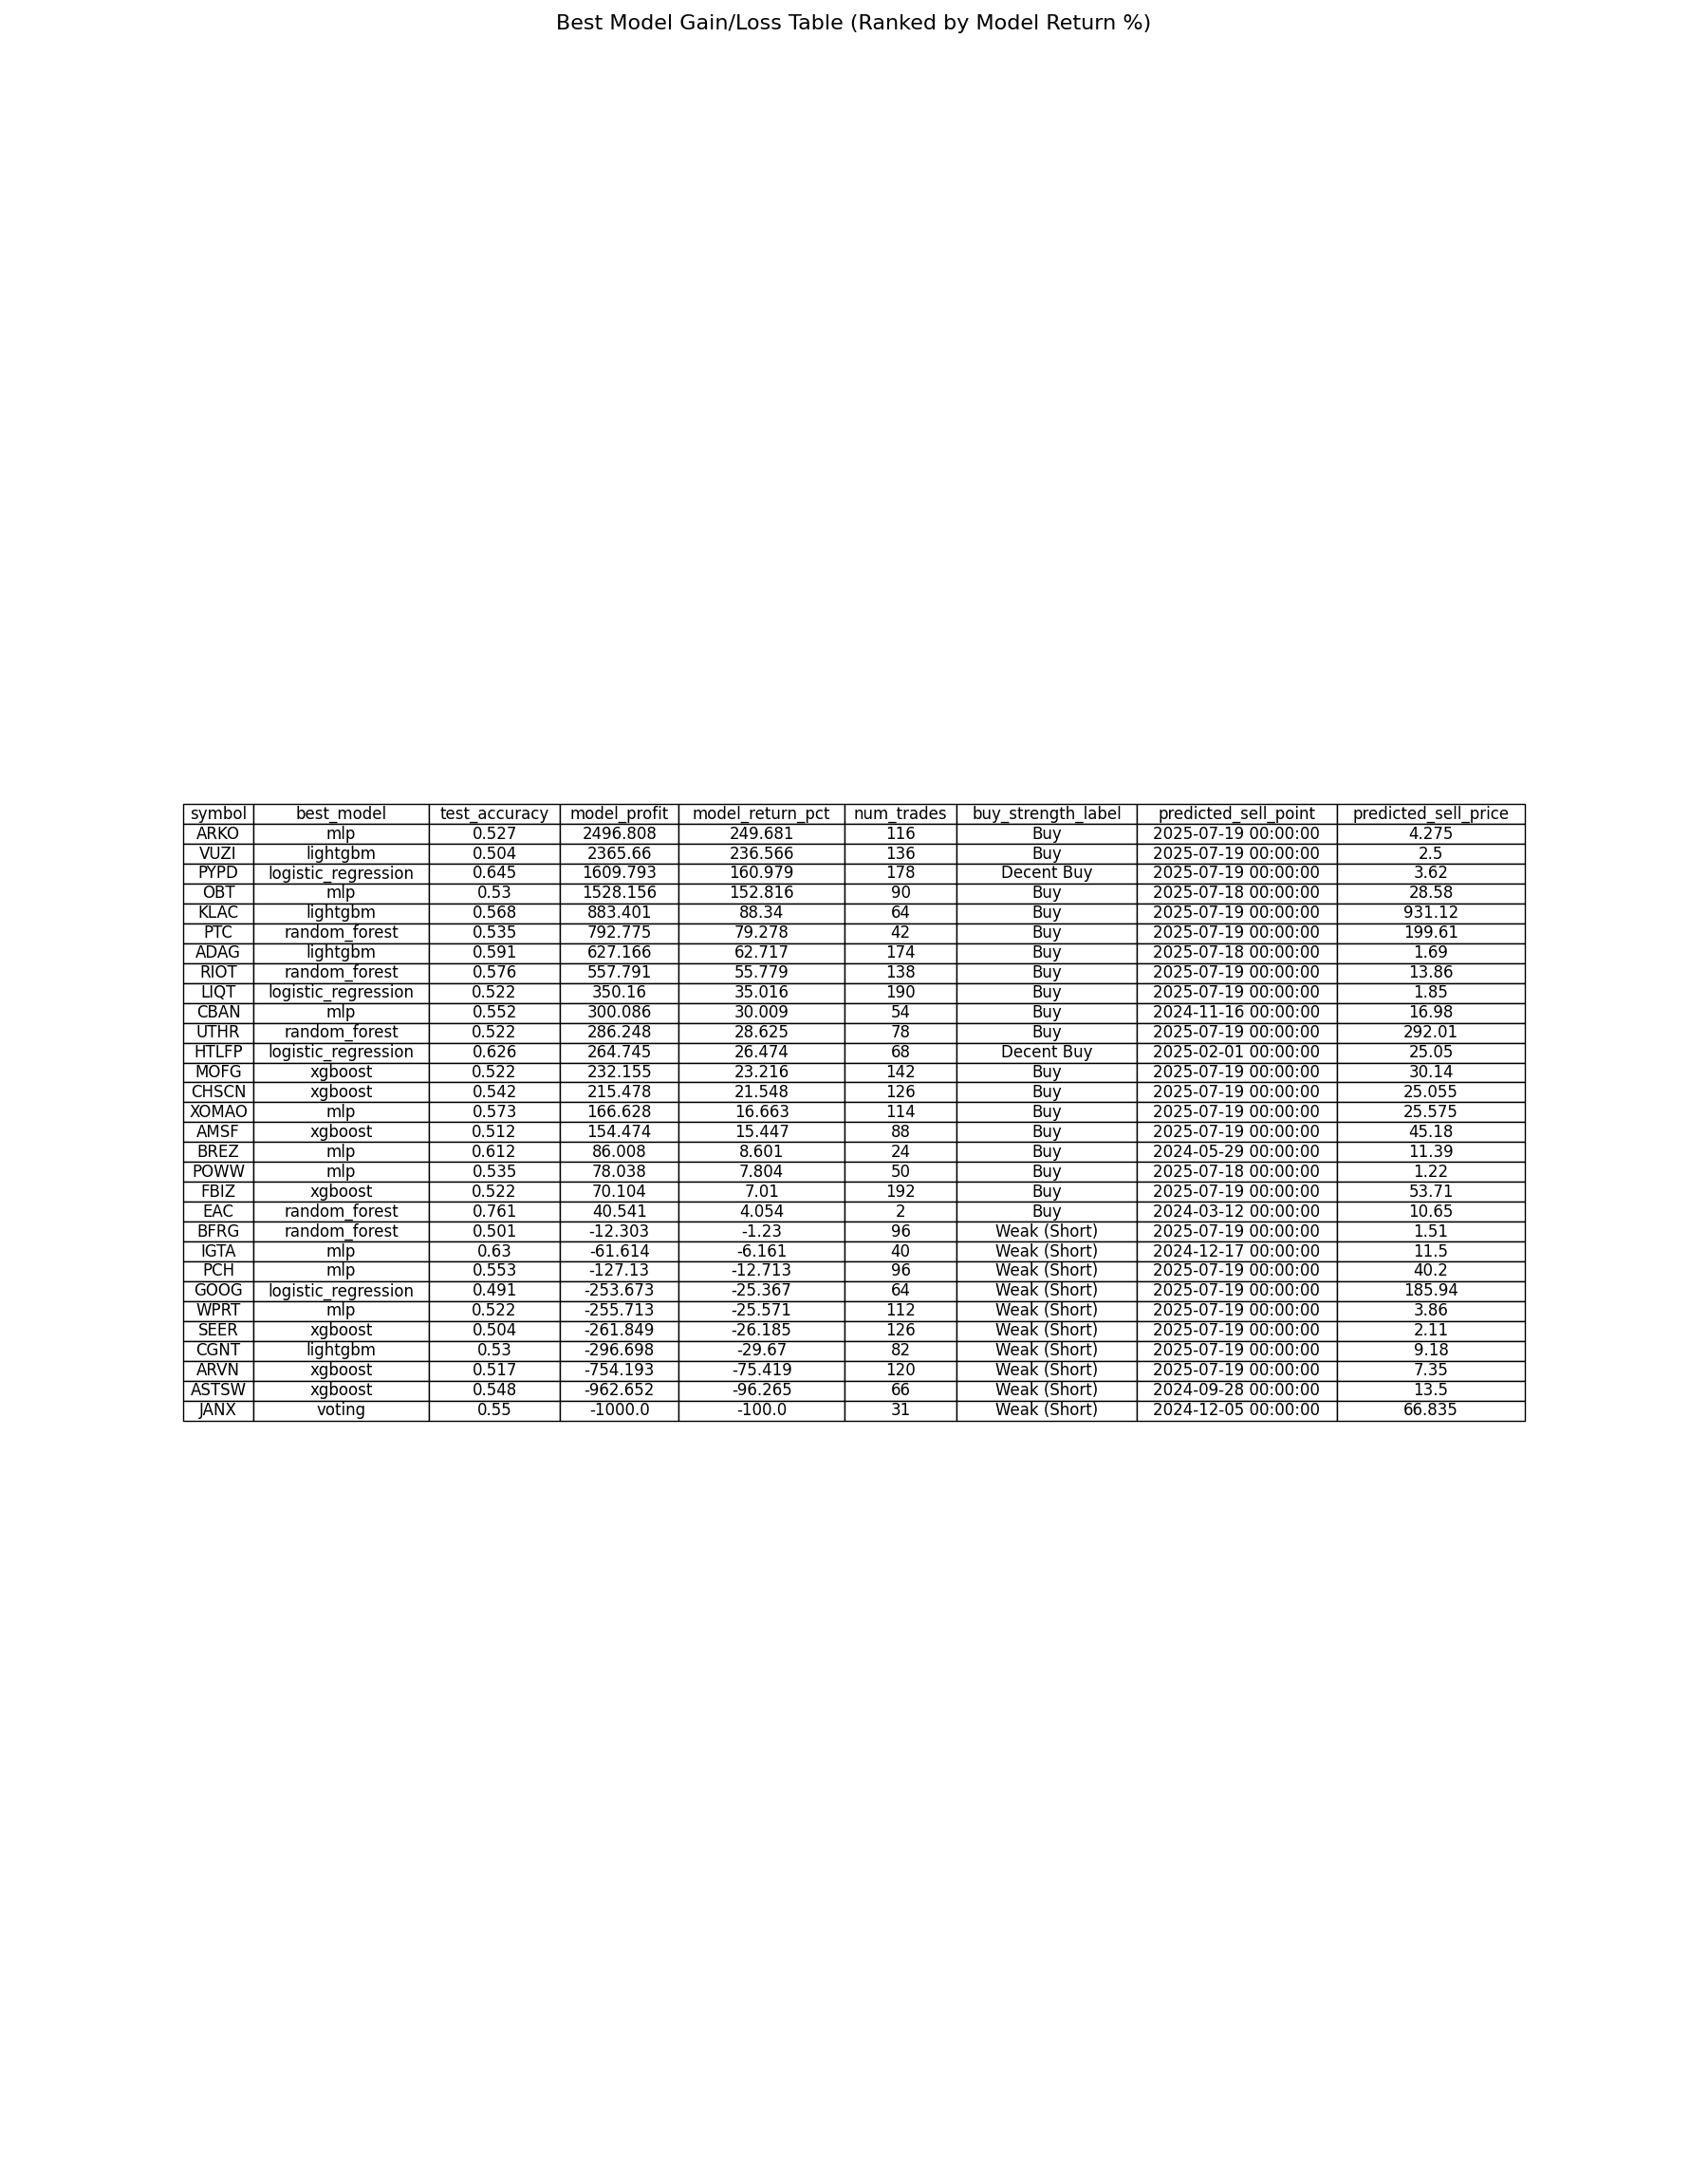 Best Model Gain/Loss Table (Ranked by Model Return %)
symbol best_model test_accuracy model_profit model_return_pct num_trades buy_strength_label predicted_sell_point predicted_sell_price
ARKO mlp 0.527 2496.808 249.681 116 Buy 2025-07-19 00:00:00 4.275
VUZI lightgbm 0.504 2365.66 236.566 136 Buy 2025-07-19 00:00:00 2.5
PYPD logistic_regression 0.645 1609.793 160.979 178 Decent Buy 2025-07-19 00:00:00 3.62
OBT mlp 0.53 1528.156 152.816 90 Buy 2025-07-18 00:00:00 28.58
KLAC lightgbm 0.568 883.401 88.34 64 Buy 2025-07-19 00:00:00 931.12
PTC random_forest 0.535 792.775 79.278 42 Buy 2025-07-19 00:00:00 199.61
ADAG lightgbm 0.591 627.166 62.717 174 Buy 2025-07-18 00:00:00 1.69
RIOT random_forest 0.576 557.791 55.779 138 Buy 2025-07-19 00:00:00 13.86
LIQT logistic_regression 0.522 350.16 35.016 190 Buy 2025-07-19 00:00:00 1.85
CBAN mlp 0.552 300.086 30.009 54 Buy 2024-11-16 00:00:00 16.98
UTHR random_forest 0.522 286.248 28.625 78 Buy 2025-07-19 00:00:00 292.01
HTLFP logistic_regression 0.626 264.745 26.474 68 Decent Buy 2025-02-01 00:00:00 25.05
MOFG xgboost 0.522 232.155 23.216 142 Buy 2025-07-19 00:00:00 30.14
CHSCN xgboost 0.542 215.478 21.548 126 Buy 2025-07-19 00:00:00 25.055
XOMAO mlp 0.573 166.628 16.663 114 Buy 2025-07-19 00:00:00 25.575
AMSF xgboost 0.512 154.474 15.447 88 Buy 2025-07-19 00:00:00 45.18
BREZ mlp 0.612 86.008 8.601 24 Buy 2024-05-29 00:00:00 11.39
POWW mlp 0.535 78.038 7.804 50 Buy 2025-07-18 00:00:00 1.22
FBIZ xgboost 0.522 70.104 7.01 192 Buy 2025-07-19 00:00:00 53.71
EAC random_forest 0.761 40.541 4.054 2 Buy 2024-03-12 00:00:00 10.65
BFRG random_forest 0.501 -12.303 -1.23 96 Weak (Short) 2025-07-19 00:00:00 1.51
IGTA mlp 0.63 -61.614 -6.161 40 Weak (Short) 2024-12-17 00:00:00 11.5
PCH mlp 0.553 -127.13 -12.713 96 Weak (Short) 2025-07-19 00:00:00 40.2
GOOG logistic_regression 0.491 -253.673 -25.367 64 Weak (Short) 2025-07-19 00:00:00 185.94
WPRT mlp 0.522 -255.713 -25.571 112 Weak (Short) 2025-07-19 00:00:00 3.86
SEER xgboost 0.504 -261.849 -26.185 126 Weak (Short) 2025-07-19 00:00:00 2.11
CGNT lightgbm 0.53 -296.698 -29.67 82 Weak (Short) 2025-07-19 00:00:00 9.18
ARVN xgboost 0.517 -754.193 -75.419 120 Weak (Short) 2025-07-19 00:00:00 7.35
ASTSW xgboost 0.548 -962.652 -96.265 66 Weak (Short) 2024-09-28 00:00:00 13.5
JANX voting 0.55 -1000.0 -100.0 31 Weak (Short) 2024-12-05 00:00:00 66.835